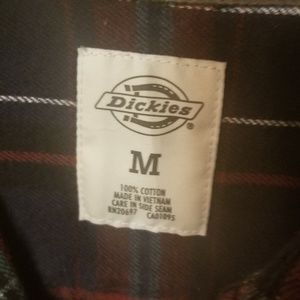 Dickies
®
M
100% COTTON
MADE IN VIETNAM
CARE IN SIDE SEAM
RN20697 CA01095